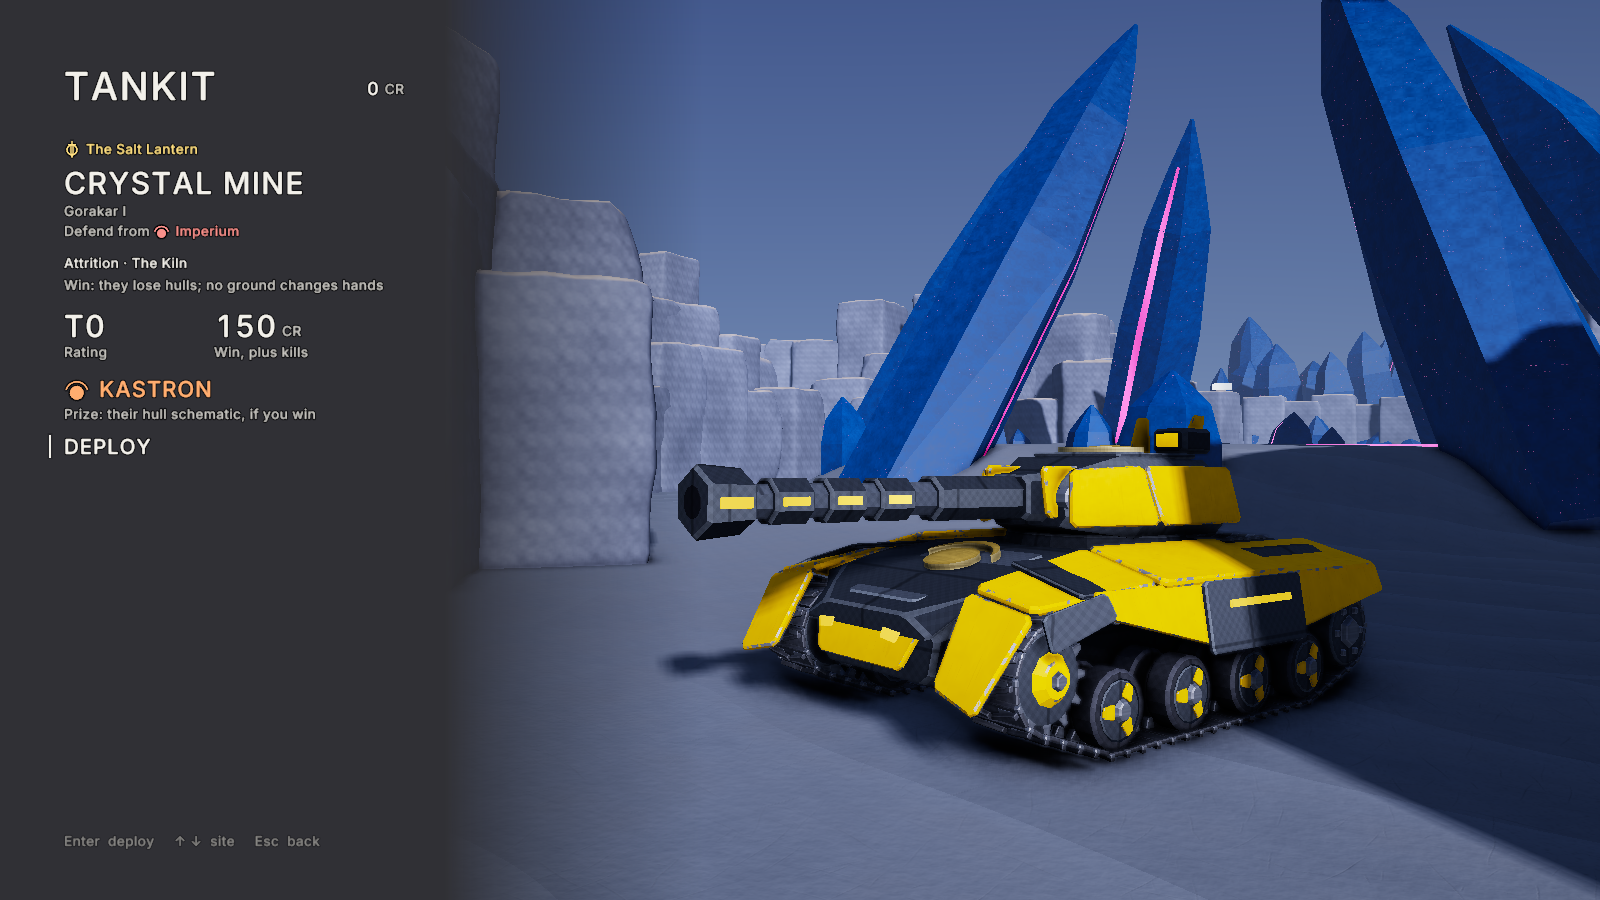 TANKIT
0 CR
The Salt Lantern
CRYSTAL MINE
Gorakar I
Defend from Imperium
Attrition · The Kiln
Win: they lose hulls; no ground changes hands
T0 150 CR
Rating Win, plus kills
KASTRON
Prize: their hull schematic, if you win
DEPLOY
Enter deploy ↑ ↓ site Esc back